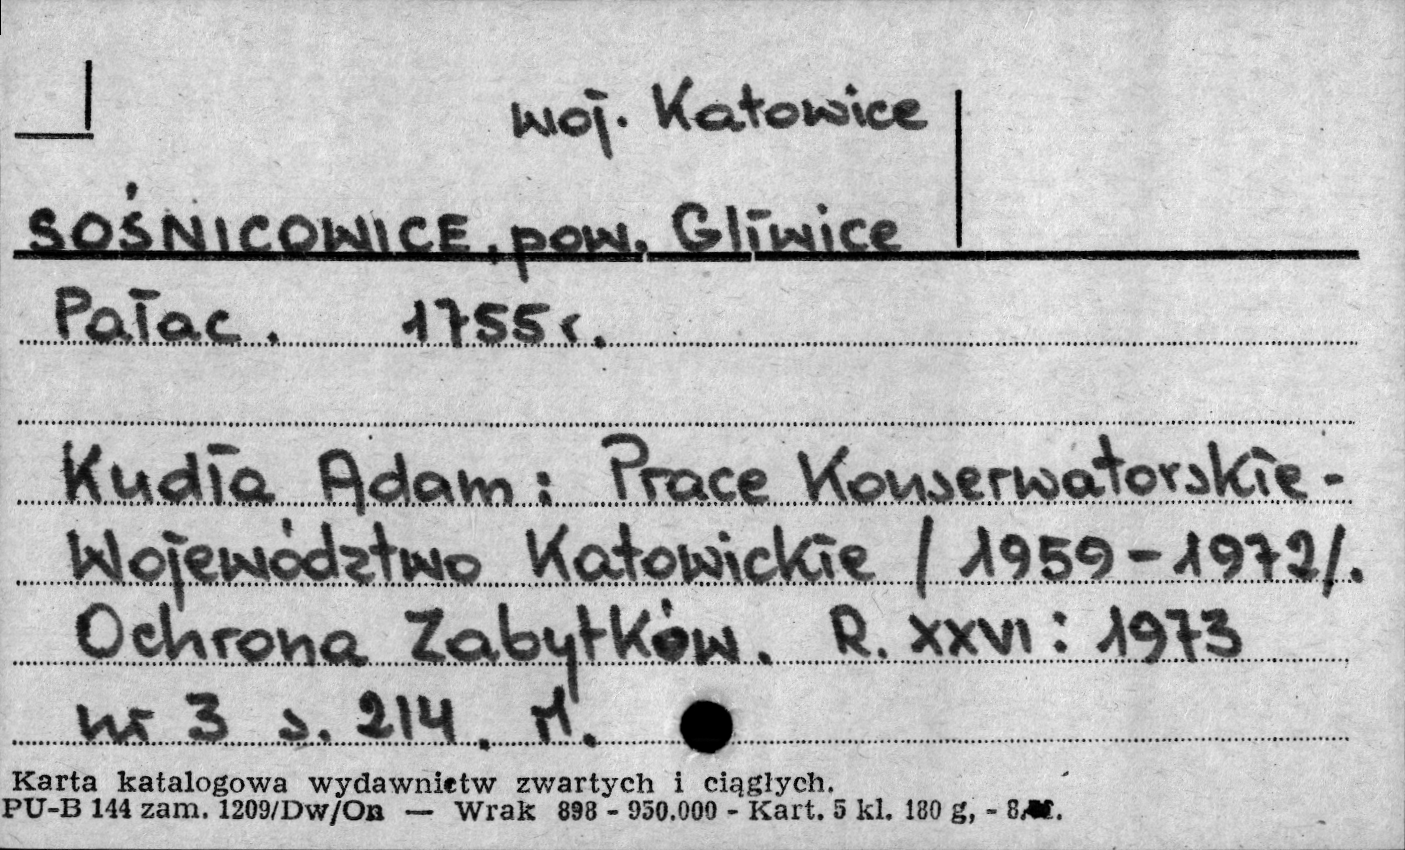 woj. Katowice
SOŚNICOWICE, pow. Gliwice
Pałac. 1755 r.
Kudła Adam: Prace Konserwatorskie -
Województwo Katowickie / 1959 - 1972/.
Ochrona Zabytków. R. XXVI: 1973
nr 3 s. 214.
Karta katalogowa wydawnictw zwartych i ciągłych.
PU-B 144 zam. 1209/Dw/On — Wrak 898 - 950.000 - Kart. 5 kl. 180 g, - 8.